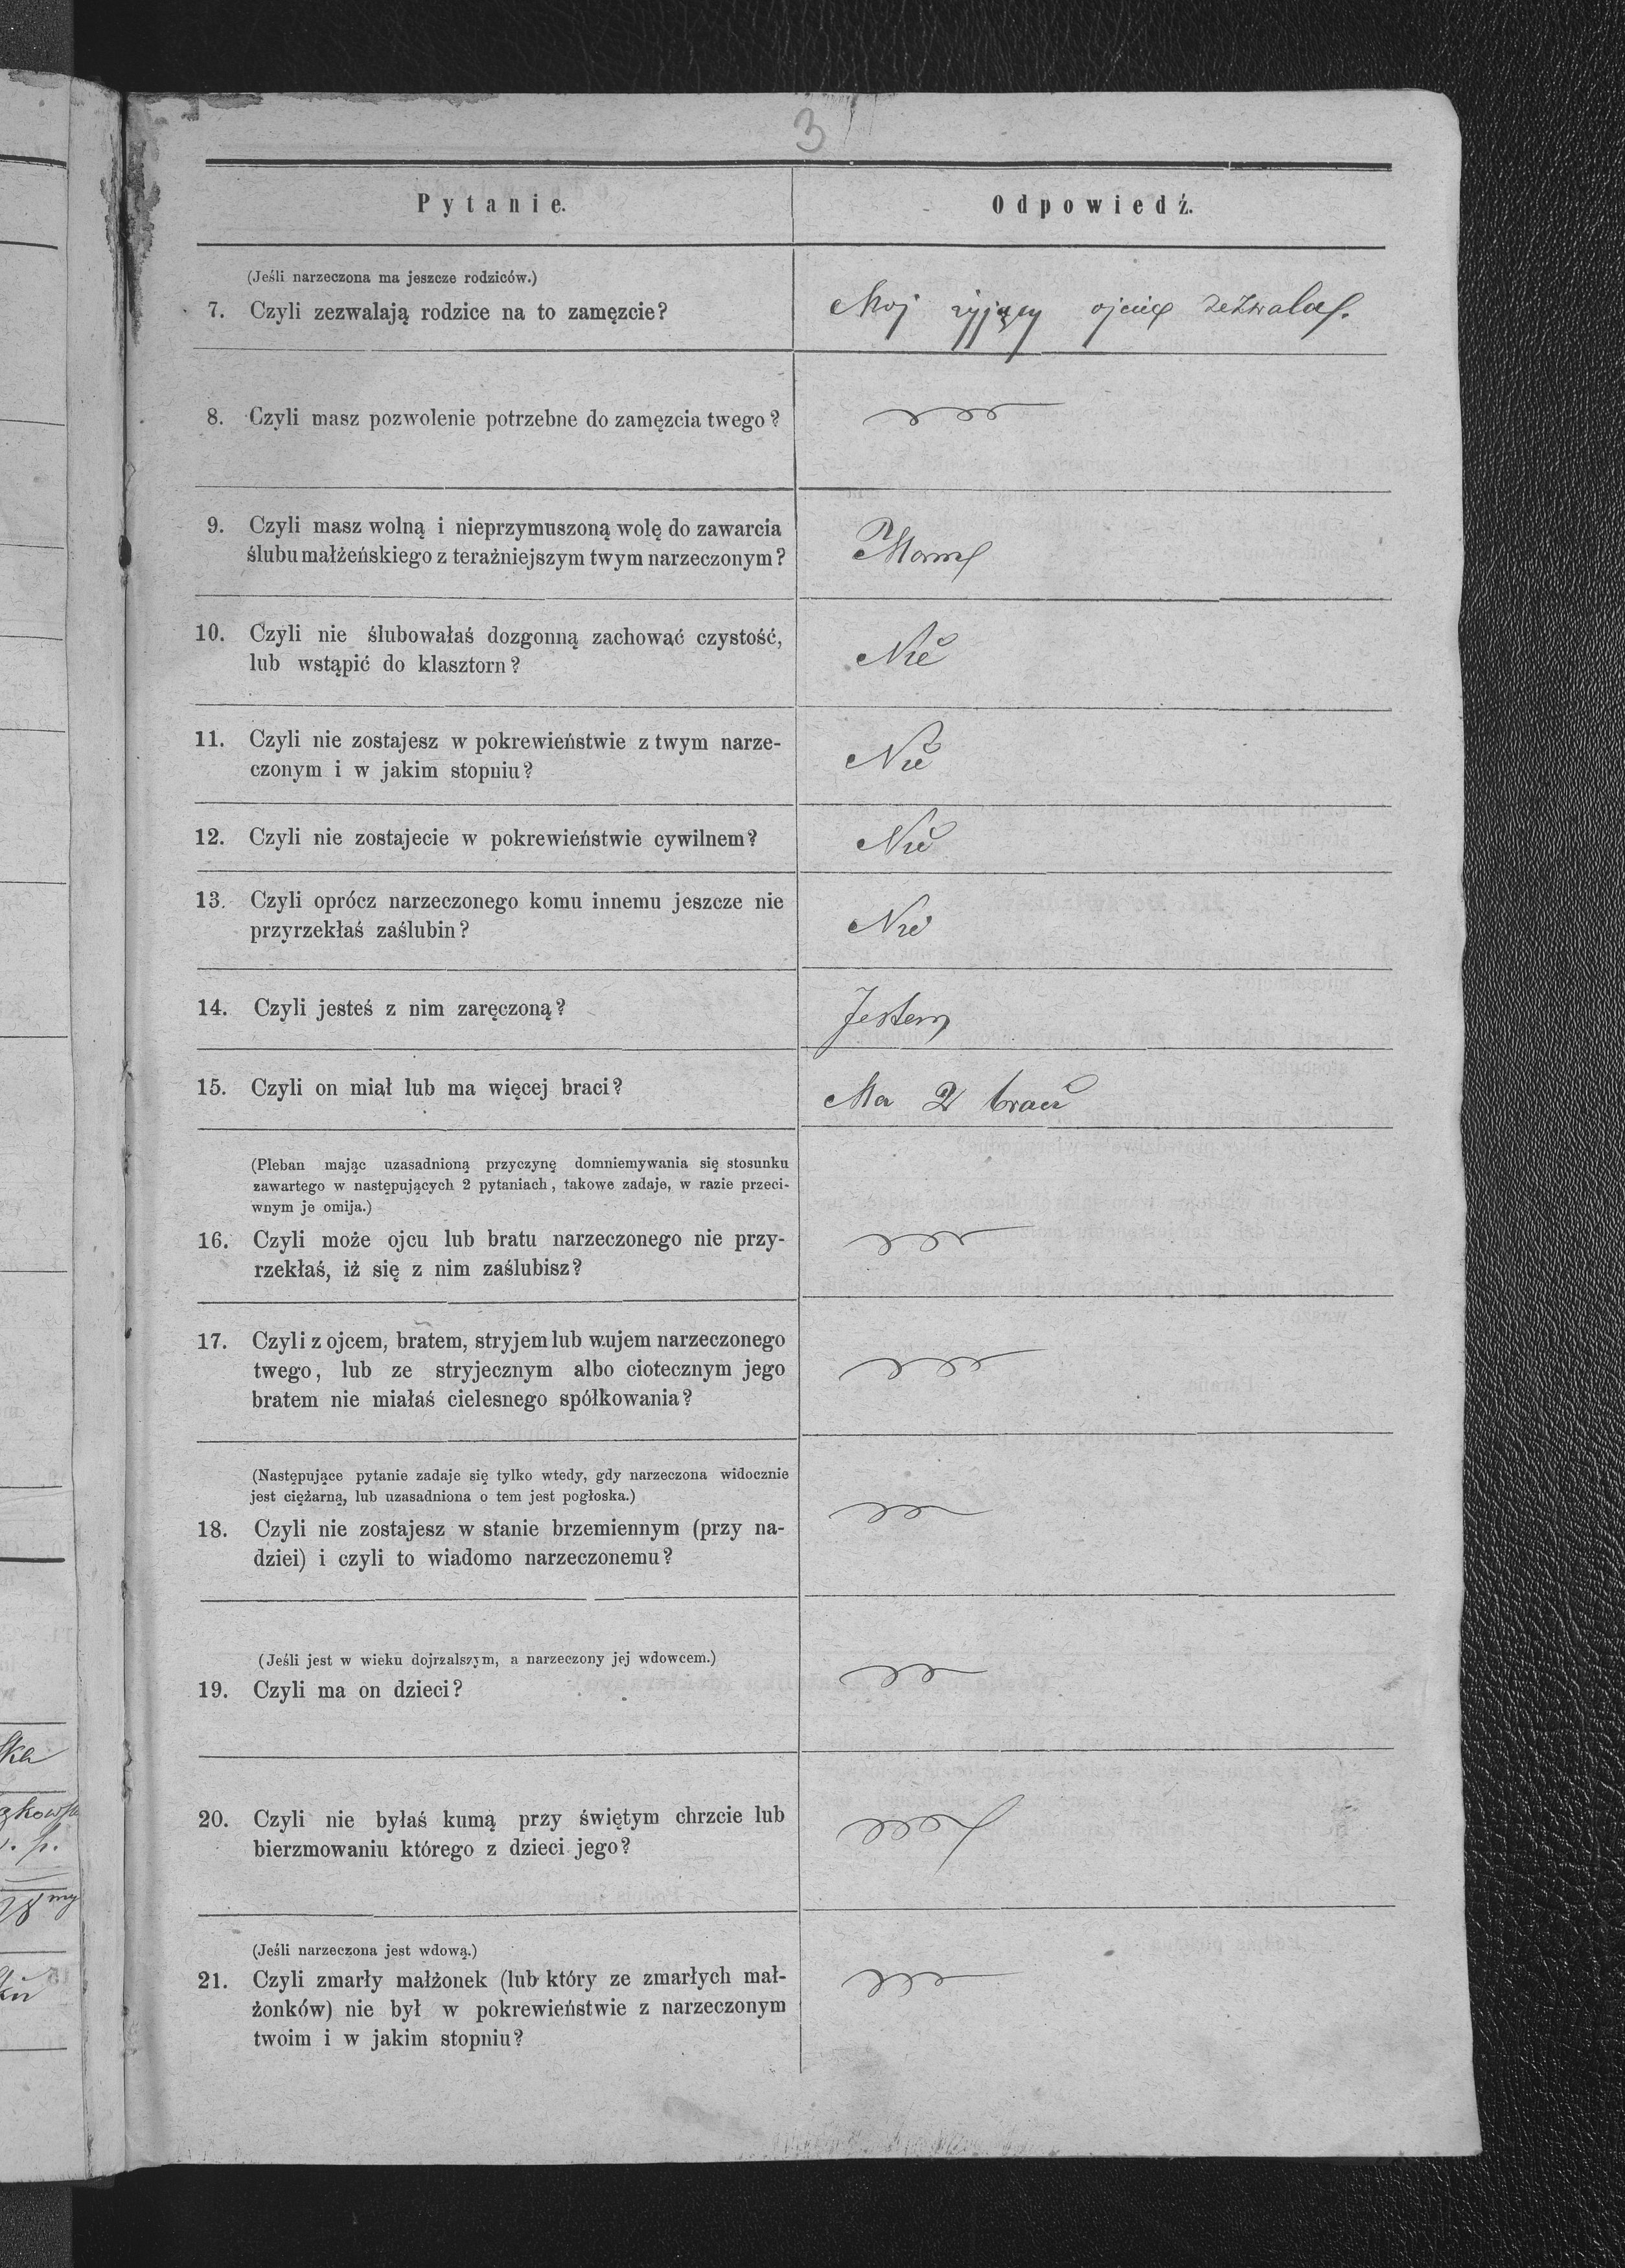 3
Pytanie. Odpowiedź.
(Jeśli narzeczona ma jeszcze rodziców.)
7. Czyli zezwalają rodzice na to zamęzcie? Moj zyjący ojciec zezwala.
8. Czyli masz pozwolenie potrzebne do zamęzcia twego?
9. Czyli masz wolną i nieprzymuszoną wolę do zawarcia
ślubu małżeńskiego z teraźniejszym twym narzeczonym? Mam
10. Czyli nie ślubowałaś dozgonną zachować czystość,
lub wstąpić do klasztorn? Nie
11. Czyli nie zostajesz w pokrewieństwie z twym narze-
czonym i w jakim stopniu? Nie
12. Czyli nie zostajecie w pokrewieństwie cywilnem? Nie
13. Czyli oprócz narzeczonego komu innemu jeszcze nie
przyrzekłaś zaślubin? Nie
14. Czyli jesteś z nim zaręczoną? Jestem
15. Czyli on miał lub ma więcej braci? Ma 2 braci
(Pleban mając uzasadnioną przyczynę domniemywania się stosunku
zawartego w następujących 2 pytaniach, takowe zadaje, w razie przeci-
wnym je omija.)
16. Czyli może ojcu lub bratu narzeczonego nie przy-
rzekłaś, iż się z nim zaślubisz?
17. Czyli z ojcem, bratem, stryjem lub wujem narzeczonego
twego, lub ze stryjecznym albo ciotecznym jego
bratem nie miałaś cielesnego spółkowania?
(Następujące pytanie zadaje się tylko wtedy, gdy narzeczona widocznie
jest ciężarną, lub uzasadniona o tem jest pogłoska.)
18. Czyli nie zostajesz w stanie brzemiennym (przy na-
dziei) i czyli to wiadomo narzeczonemu?
(Jeśli jest w wieku dojrzalszym, a narzeczony jej wdowcem.)
19. Czyli ma on dzieci?
20. Czyli nie byłaś kumą przy świętym chrzcie lub
bierzmowaniu którego z dzieci jego?
(Jeśli narzeczona jest wdową.)
21. Czyli zmarły małżonek (lub który ze zmarłych mał-
żonków) nie był w pokrewieństwie z narzeczonym
twoim i w jakim stopniu?